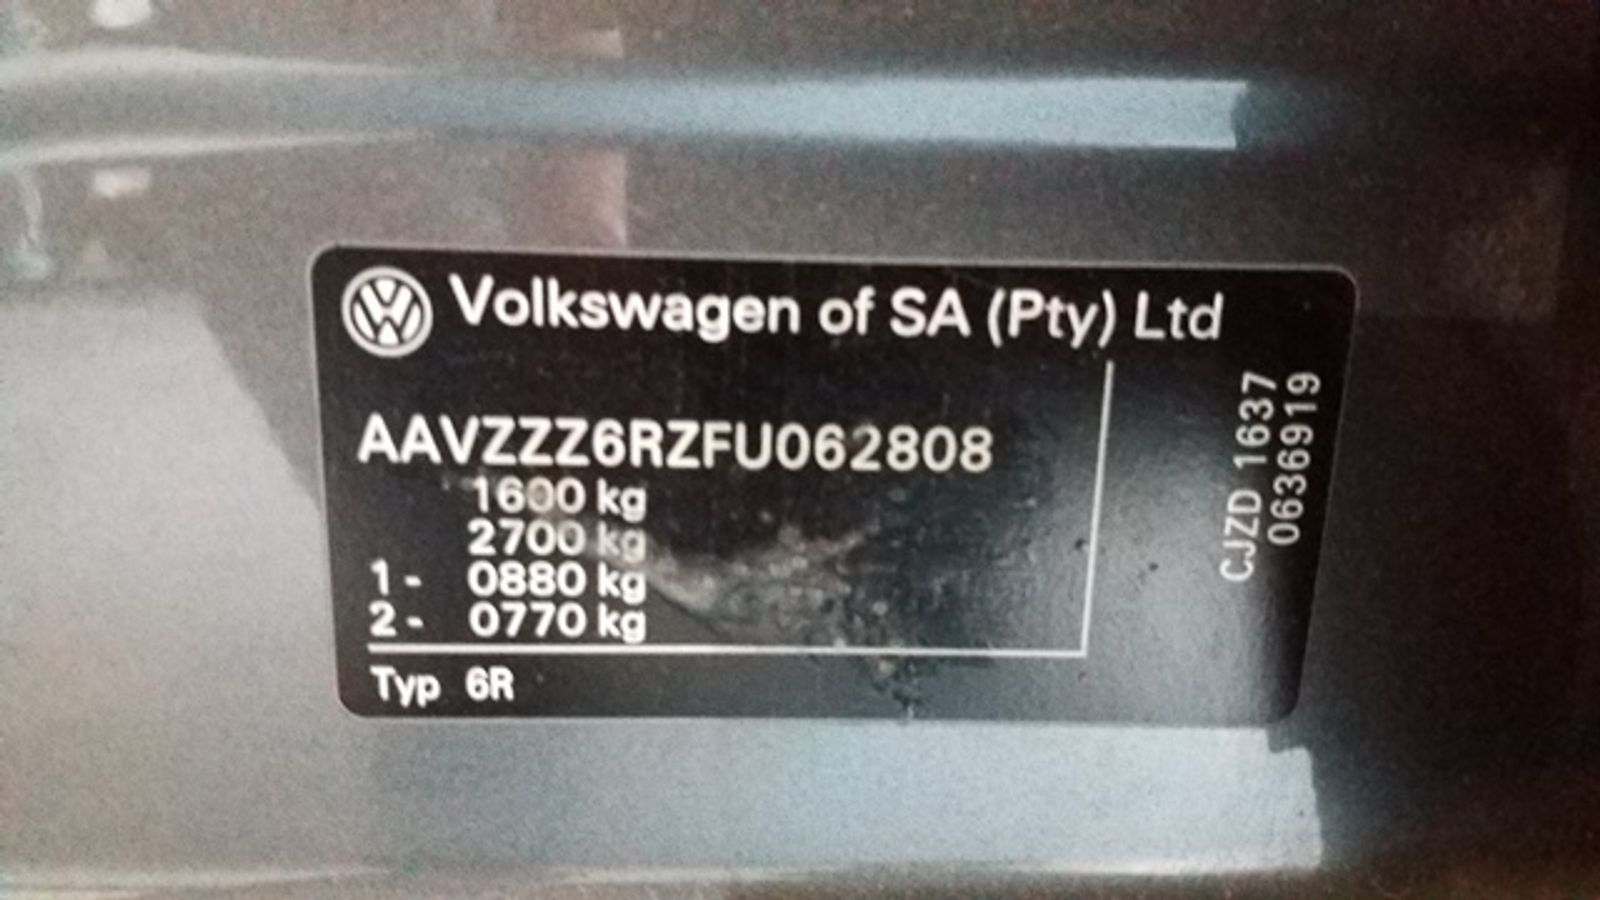 Volkswagen of SA (Pty) Ltd
AAVZZZ6RZFU062808
1600 kg
2700 kg
1- 0880 kg
2- 0770 kg
Typ 6R
CJZD 1637
06369919